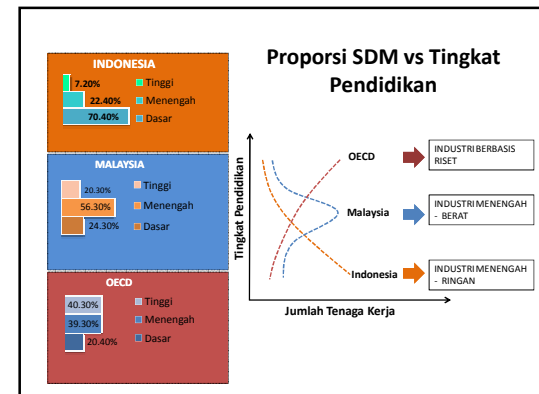 Proporsi SDM vs Tingkat
Pendidikan
INDONESIA
7.20%
Tinggi
22.40%
Menengah
70.40%
Dasar
MALAYSIA
20.30%
Tinggi
56.30%
Menengah
24.30%
Dasar
OECD
40.30%
Tinggi
39.30%
Menengah
20.40%
Dasar
Tingkat Pendidikan
OECD
INDUSTRI BERBASIS
RISET
Malaysia
INDUSTRI MENENGAH
- BERAT
Indonesia
INDUSTRI MENENGAH
- RINGAN
Jumlah Tenaga Kerja